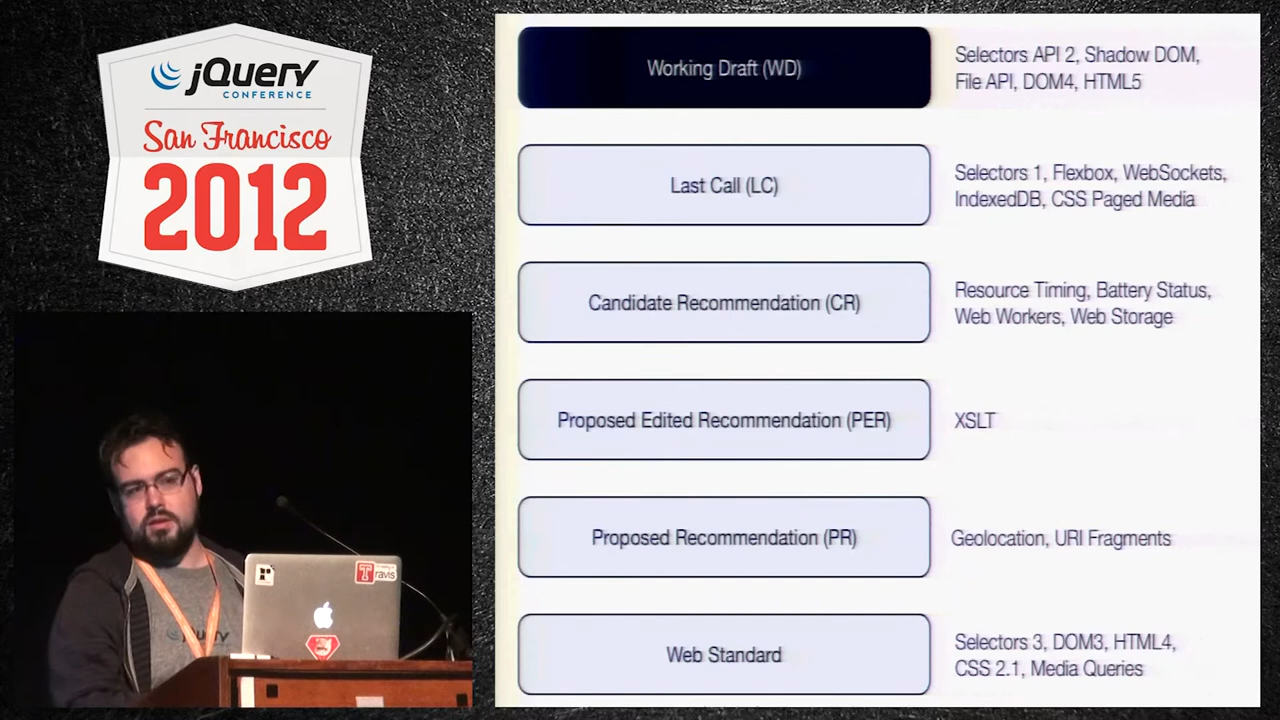 jQuery
CONFERENCE
San Francisco
2012
Working Draft (WD)
Selectors API 2, Shadow DOM,
File API, DOM4, HTML5
Last Call (LC)
Selectors 1, Flexbox, WebSockets,
IndexedDB, CSS Paged Media
Candidate Recommendation (CR)
Resource Timing, Battery Status,
Web Workers, Web Storage
Proposed Edited Recommendation (PER)
XSLT
Proposed Recommendation (PR)
Geolocation, URI Fragments
Web Standard
Selectors 3, DOM3, HTML4,
CSS 2.1, Media Queries
jQuery
Travis